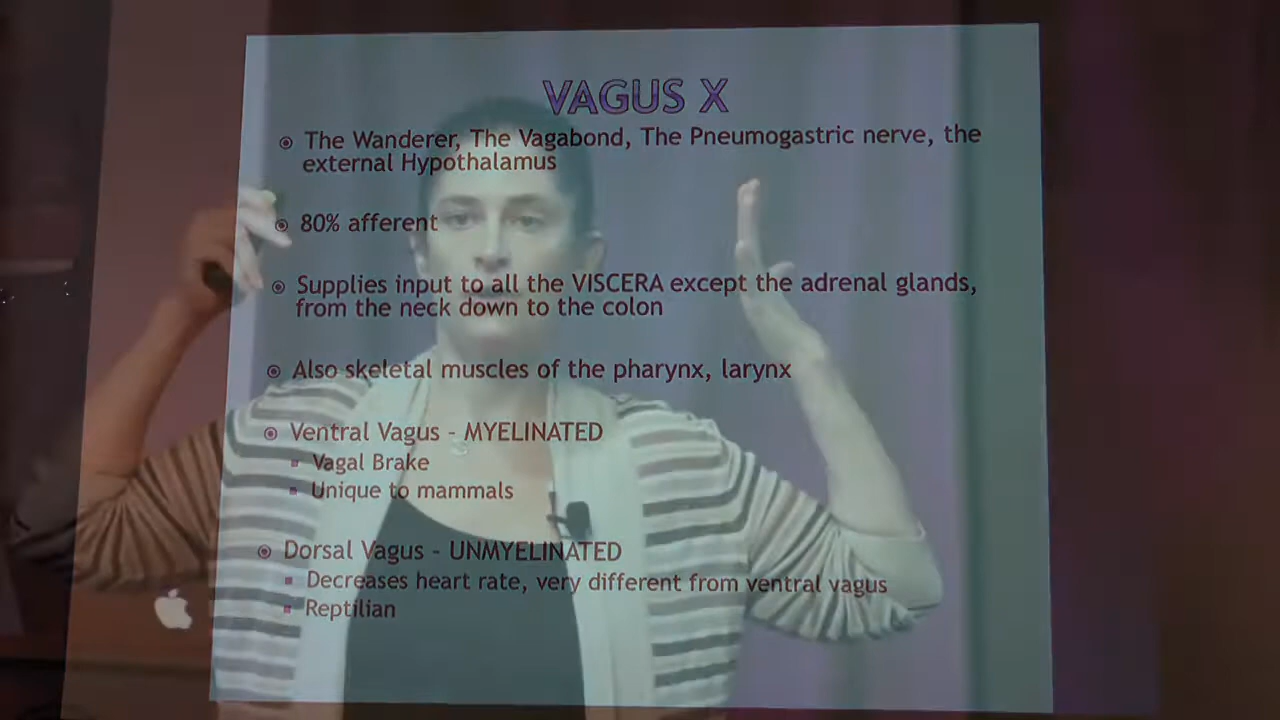 VAGUS X
The Wanderer, The Vagabond, The Pneumogastric nerve, the
external Hypothalamus
80% afferent
Supplies input to all the VISCERA except the adrenal glands,
from the neck down to the colon
Also skeletal muscles of the pharynx, larynx
Ventral Vagus - MYELINATED
Vagal Brake
Unique to mammals
Dorsal Vagus - UNMYELINATED
Decreases heart rate, very different from ventral vagus
Reptilian